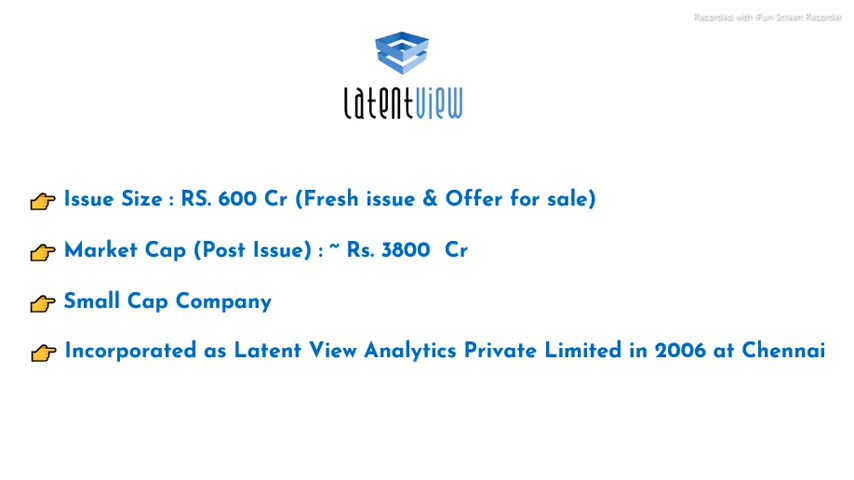 Recorded with iFun Screen Recorder
Latentview
Issue Size : RS. 600 Cr (Fresh issue & Offer for sale)
Market Cap (Post Issue) : ~ Rs. 3800 Cr
Small Cap Company
Incorporated as Latent View Analytics Private Limited in 2006 at Chennai